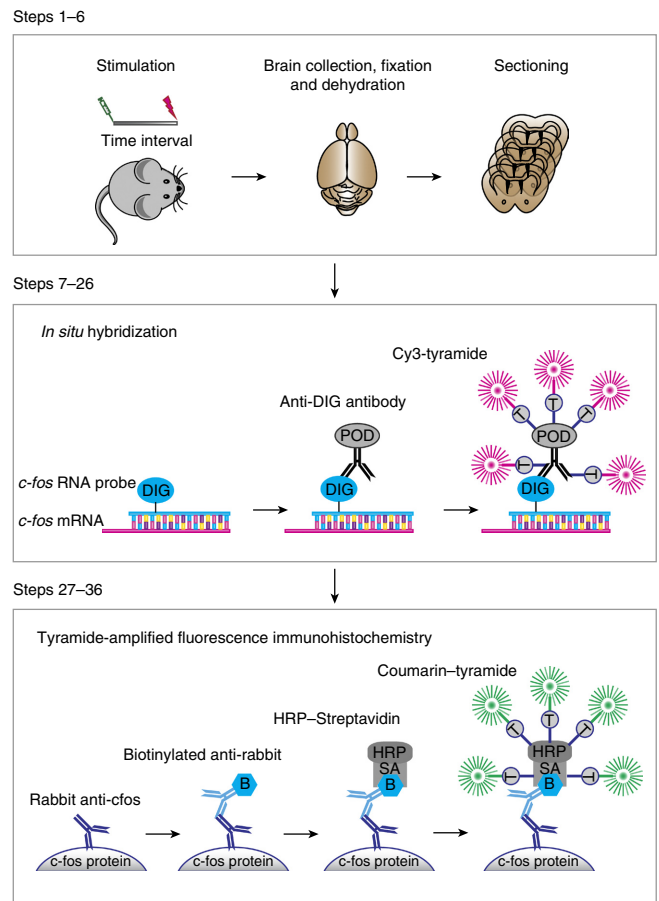 Steps 1–6
Stimulation
Brain collection, fixation
and dehydration
Sectioning
Time interval
Steps 7–26
In situ hybridization
Cy3-tyramide
Anti-DIG antibody
c-fos RNA probe
c-fos mRNA
DIG
POD
DIG
T
T
T
T
T
POD
DIG
Steps 27–36
Tyramide-amplified fluorescence immunohistochemistry
Coumarin–tyramide
HRP–Streptavidin
Biotinylated anti-rabbit
Rabbit anti-cfos
c-fos protein
B
c-fos protein
HRP
SA
B
c-fos protein
T
T
T
T
T
HRP
SA
B
c-fos protein